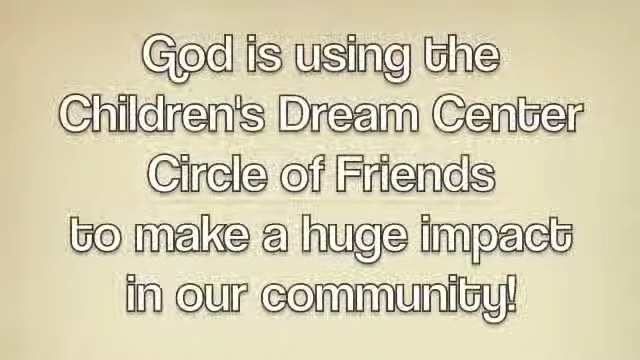 God is using the
Children's Dream Center
Circle of Friends
to make a huge impact
in our community!